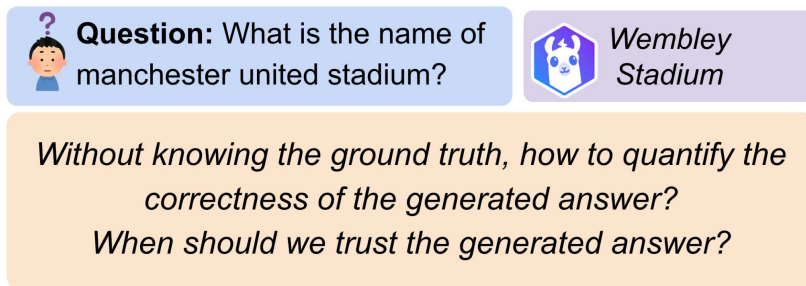 Question: What is the name of
manchester united stadium?
Wembley
Stadium
Without knowing the ground truth, how to quantify the
correctness of the generated answer?
When should we trust the generated answer?